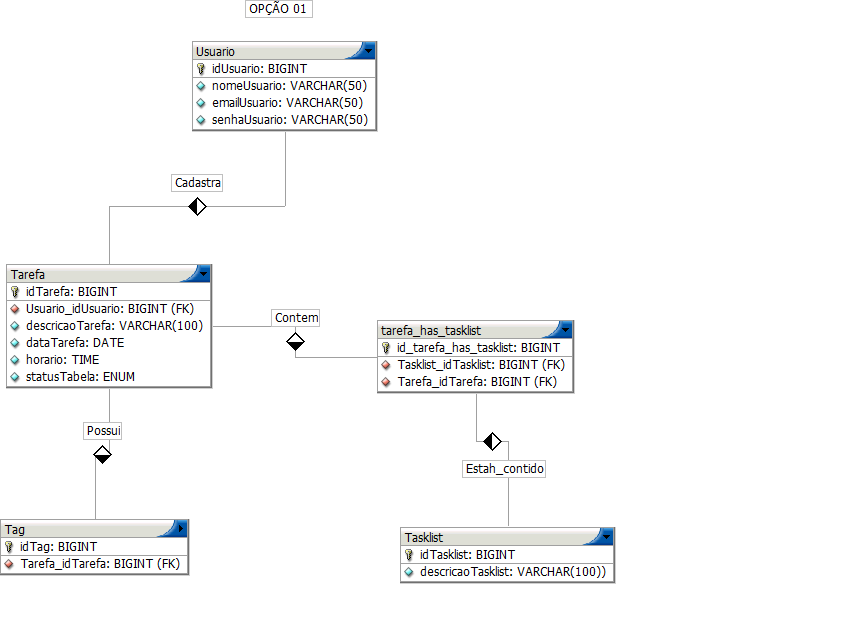 OPÇÃO 01
Usuario
idUsuario: BIGINT
nomeUsuario: VARCHAR(50)
emailUsuario: VARCHAR(50)
senhaUsuario: VARCHAR(50)
Cadastra
Tarefa
idTarefa: BIGINT
Usuario_idUsuario: BIGINT (FK)
descricaoTarefa: VARCHAR(100)
dataTarefa: DATE
horario: TIME
statusTabela: ENUM
Contem
tarefa_has_tasklist
id_tarefa_has_tasklist: BIGINT
Tasklist_idTasklist: BIGINT (FK)
Tarefa_idTarefa: BIGINT (FK)
Possui
Estah_contido
Tag
idTag: BIGINT
Tarefa_idTarefa: BIGINT (FK)
Tasklist
idTasklist: BIGINT
descricaoTasklist: VARCHAR(100))